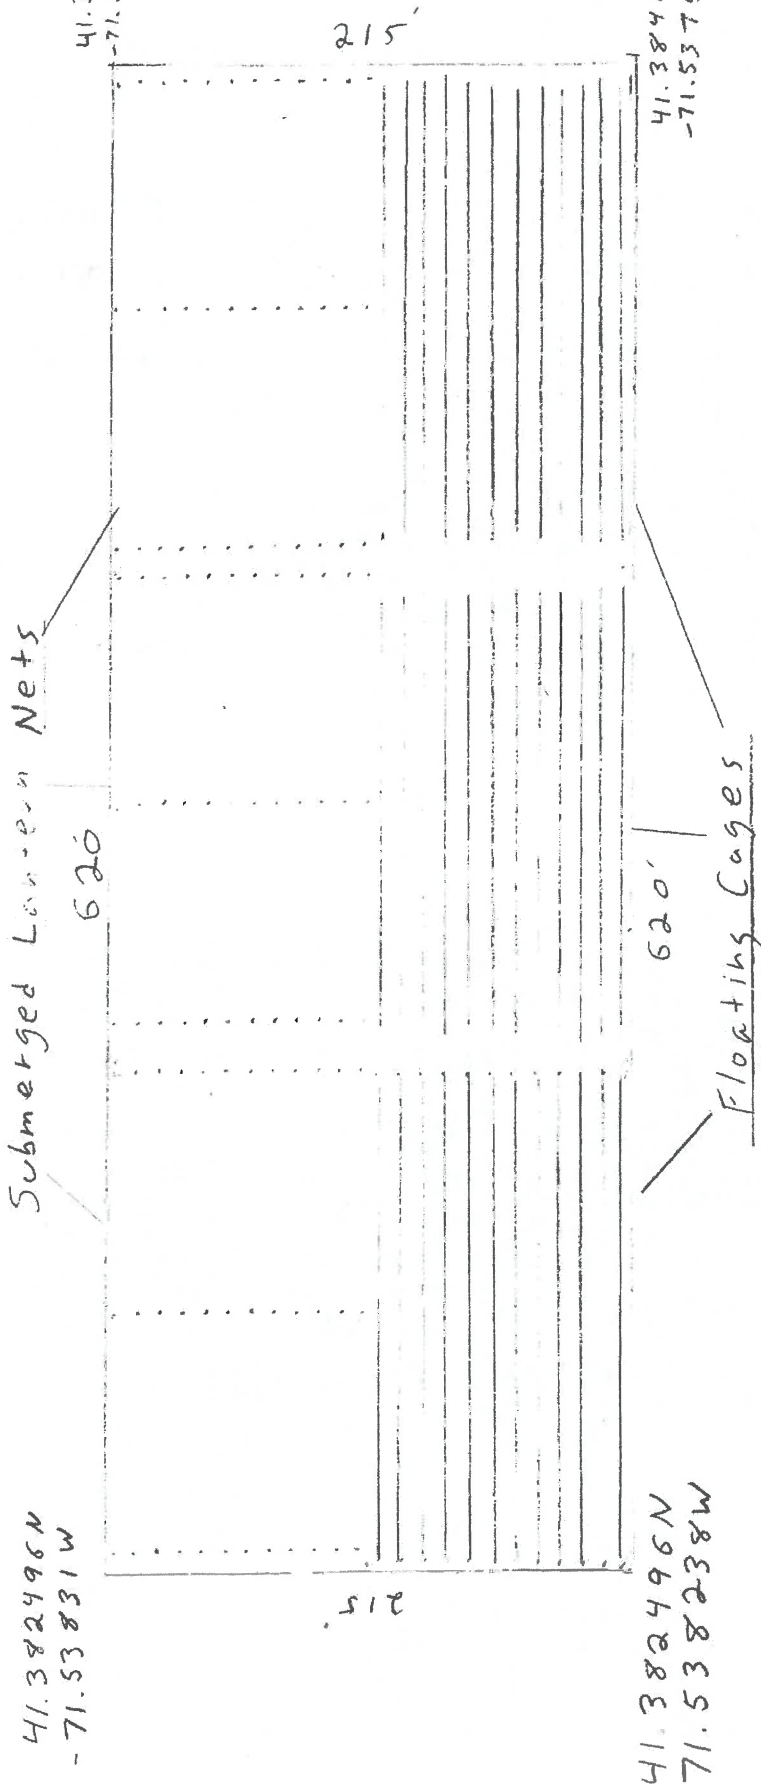 Submerged Lantern Nets
620'
215'
41.384
-71.537
41.382496N
-71.53831W
215'
41.382496N
71.538238W
620'
Floating Cages